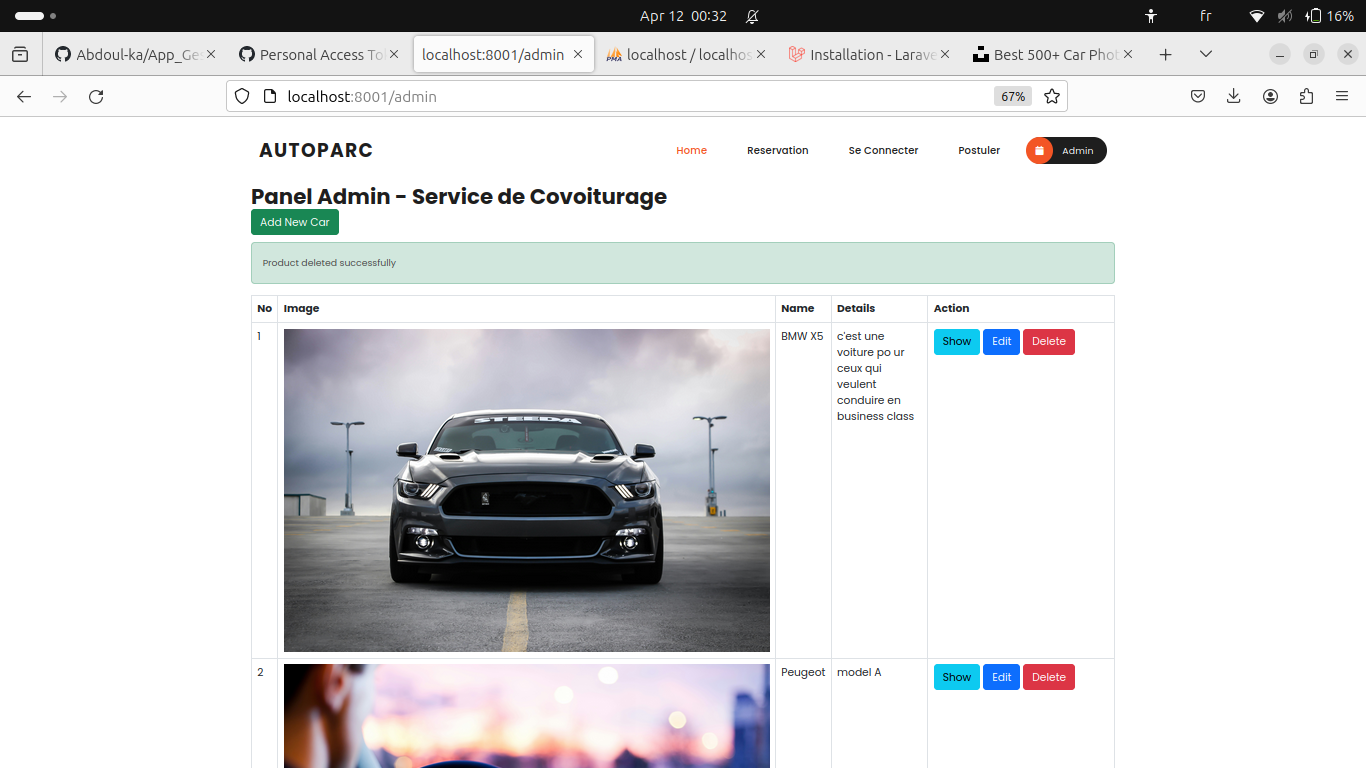 Apr 12 00:32
fr
16%
Abdoul-ka/App_Ge
Personal Access To
localhost:8001/admin
localhost / localhos
Installation - Larave
Best 500+ Car Phot
localhost:8001/admin
67%
AUTOPARC
Home
Reservation
Se Connecter
Postuler
Admin
Panel Admin - Service de Covoiturage
Add New Car
Product deleted successfully
No Image Name Details Action
1
STEEDA
BMW X5
c'est une
voiture po ur
ceux qui
veulent
conduire en
business class
Show Edit Delete
2
Peugeot
model A
Show Edit Delete